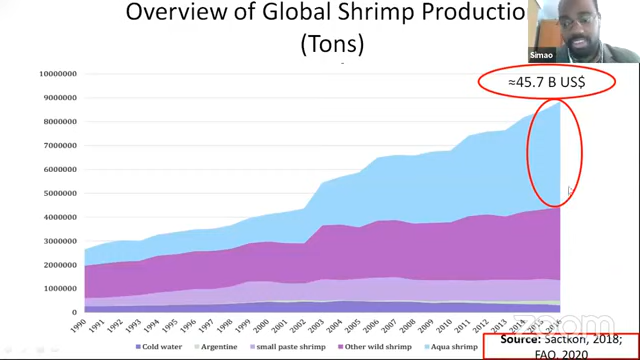 Overview of Global Shrimp Productio
(Tons)
Simao
≈45.7 B US$
10000000
9000000
8000000
7000000
6000000
5000000
4000000
3000000
2000000
1000000
0
1990 1991 1992 1993 1994 1995 1996 1997 1998 1999 2000 2001 2002 2003 2004 2005 2006 2007 2008 2009 2010 2011 2012 2013
Cold water Argentine small paste shrimp Other wild shrimp Aqua shrimp
zoom
Source: Sactkon, 2018;
FAO, 2020